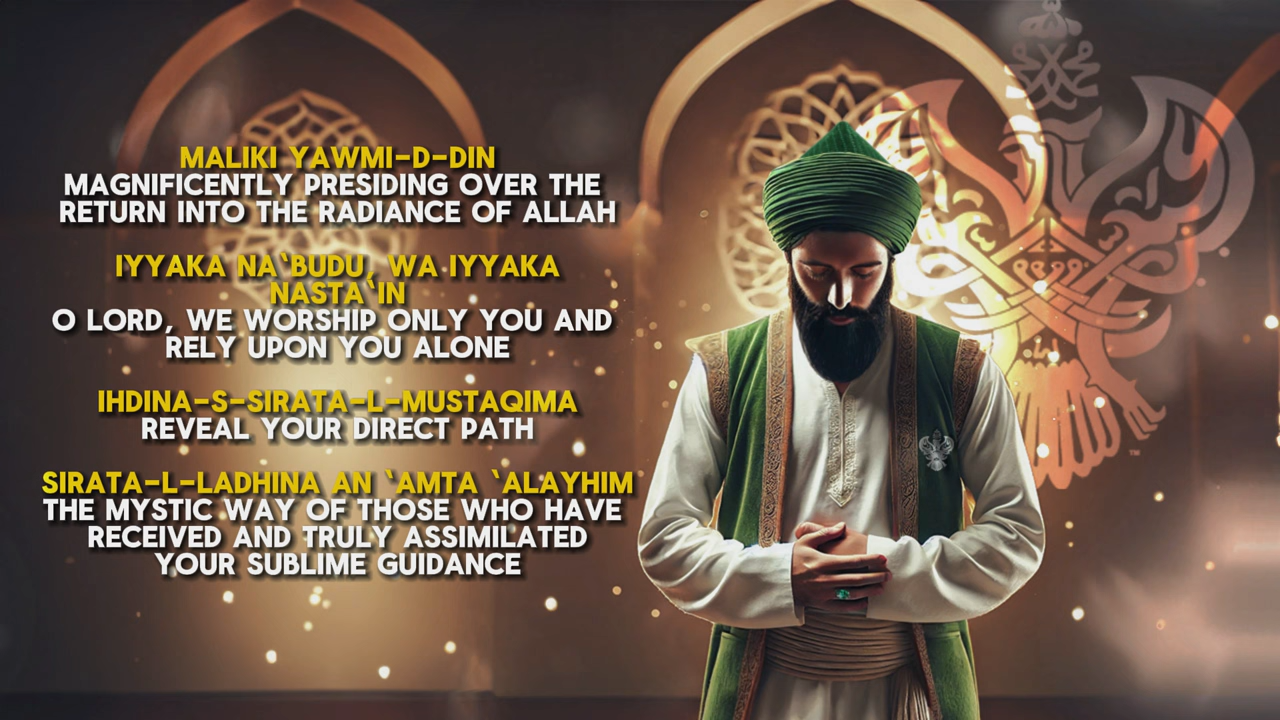 MALIKI YAWMI-D-DIN
MAGNIFICENTLY PRESIDING OVER THE
RETURN INTO THE RADIANCE OF ALLAH
IYYAKA NA`BUDU, WA IYYAKA
NASTA`IN
O LORD, WE WORSHIP ONLY YOU AND
RELY UPON YOU ALONE
IHDINA-S-SIRATA-L-MUSTAQIMA
REVEAL YOUR DIRECT PATH
SIRATA-L-LADHINA AN `AMTA `ALAYHIM
THE MYSTIC WAY OF THOSE WHO HAVE
RECEIVED AND TRULY ASSIMILATED
YOUR SUBLIME GUIDANCE
TM